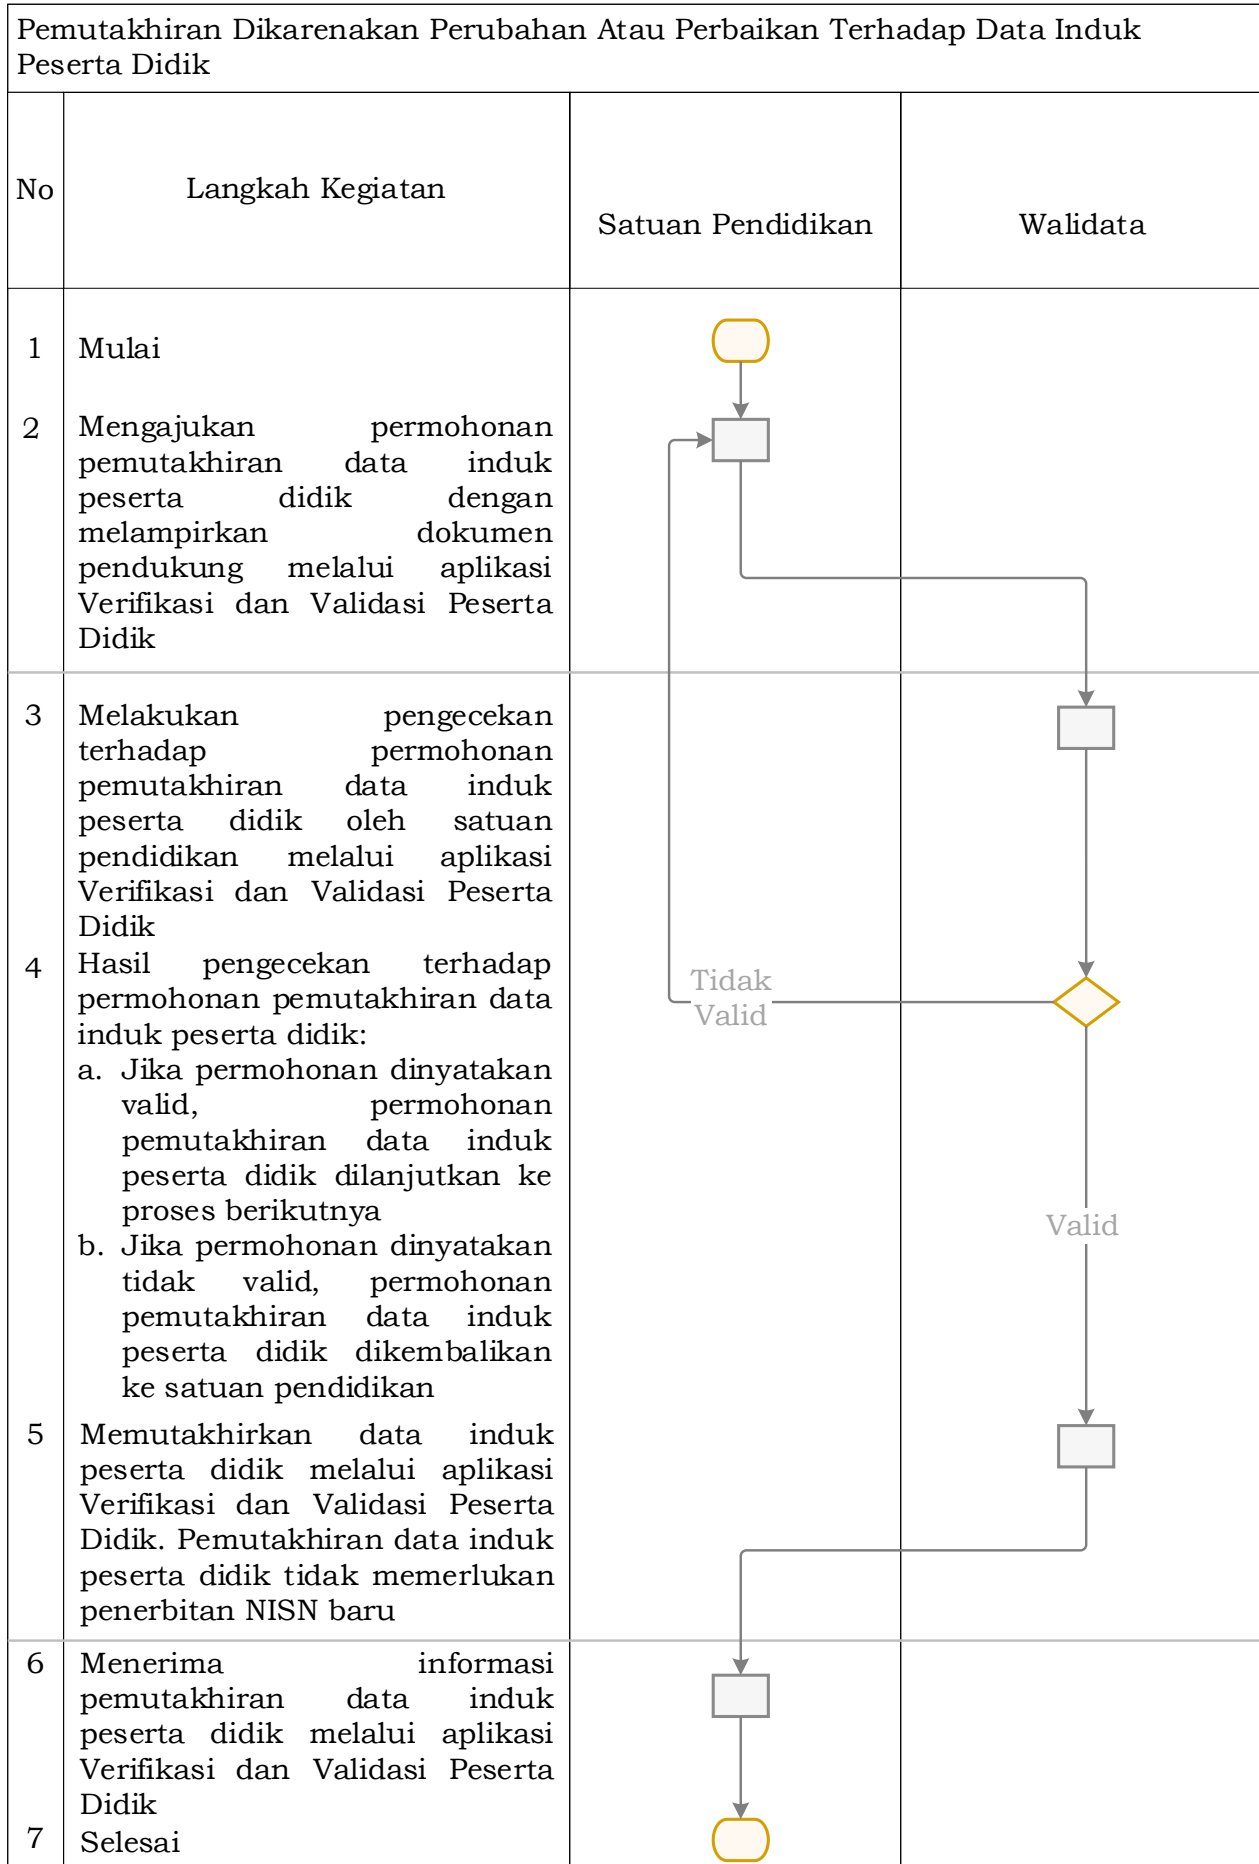 Pemutakhiran Dikarenakan Perubahan Atau Perbaikan Terhadap Data Induk
Peserta Didik
No
Langkah Kegiatan
Satuan Pendidikan
Walidata
1
Mulai
2
Mengajukan permohonan
pemutakhiran data induk
peserta didik dengan
melampirkan dokumen
pendukung melalui aplikasi
Verifikasi dan Validasi Peserta
Didik
3
Melakukan pengecekan
terhadap permohonan
pemutakhiran data induk
peserta didik oleh satuan
pendidikan melalui aplikasi
Verifikasi dan Validasi Peserta
Didik
4
Hasil pengecekan terhadap
permohonan pemutakhiran data
induk peserta didik:
a. Jika permohonan dinyatakan
valid, permohonan
pemutakhiran data induk
peserta didik dilanjutkan ke
proses berikutnya
b. Jika permohonan dinyatakan
tidak valid, permohonan
pemutakhiran data induk
peserta didik dikembalikan
ke satuan pendidikan
Tidak
Valid
Valid
5
Memutakhirkan data induk
peserta didik melalui aplikasi
Verifikasi dan Validasi Peserta
Didik. Pemutakhiran data induk
peserta didik tidak memerlukan
penerbitan NISN baru
6
Menerima informasi
pemutakhiran data induk
peserta didik melalui aplikasi
Verifikasi dan Validasi Peserta
Didik
7
Selesai